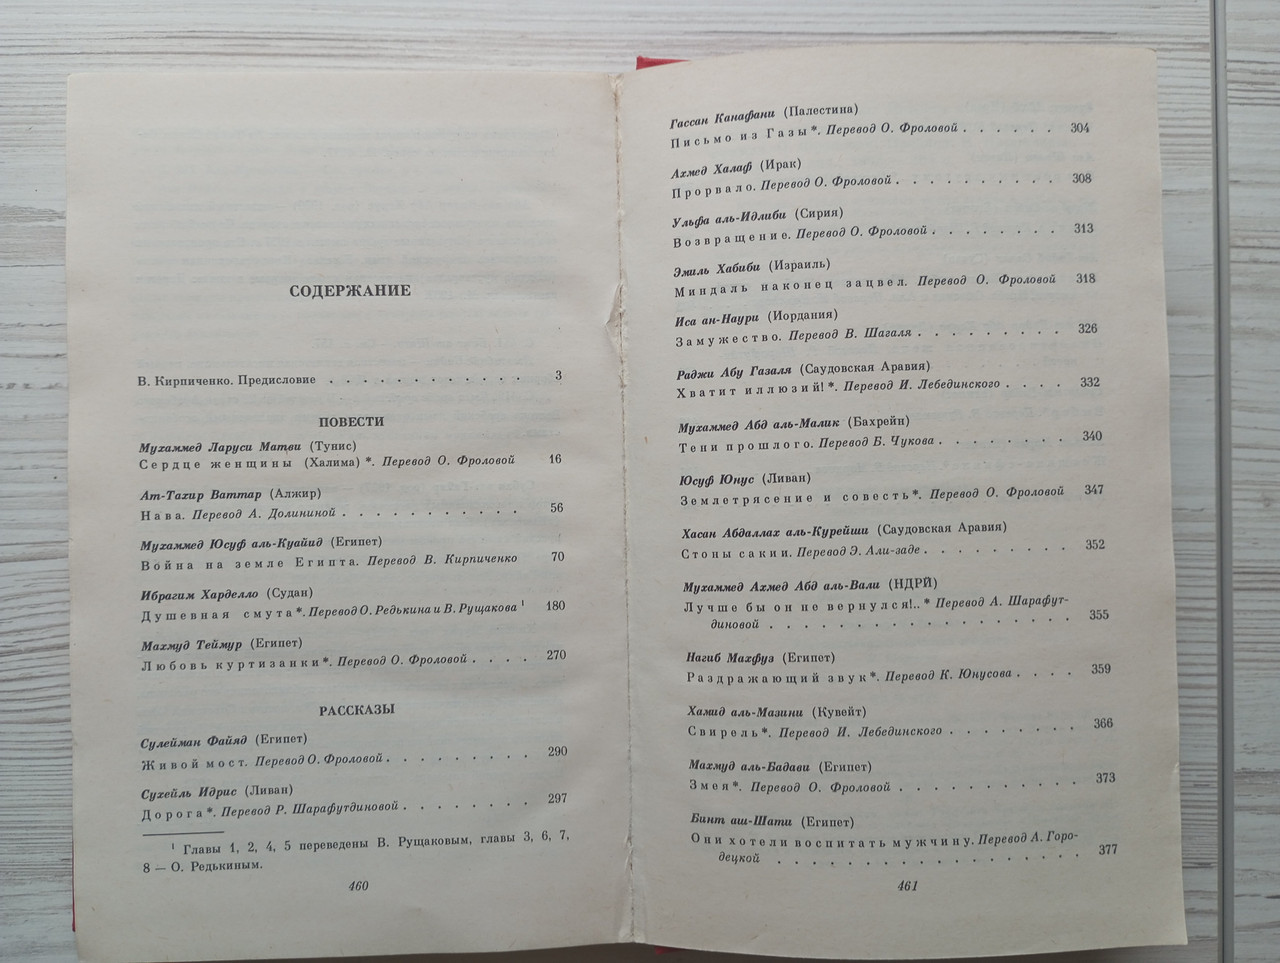 СОДЕРЖАНИЕ
В. Кирпиченко. Предисловие . . . . . . . . . . . . 3
ПОВЕСТИ
Мухаммед Ларуси Матви (Тунис)
Сердце женщины (Халима) *. Перевод О. Фроловой 16
Ат-Тахир Ваттар (Алжир)
Нава. Перевод А. Долининой . . . . . . . . . . . 56
Мухаммед Юсуф аль-Куайид (Египет)
Война на земле Египта. Перевод В. Кирпиченко 70
Ибрагим Харделло (Судан)
Душевная смута*. Перевод О. Редькина и В. Рущакова ¹ 180
Махмуд Теймур (Египет)
Любовь куртизанки*. Перевод О. Фроловой . . . . 270
РАССКАЗЫ
Сулейман Файяд (Египет)
Живой мост. Перевод О. Фроловой . . . . . . . . . 290
Сухейль Идрис (Ливан)
Дорога*. Перевод Р. Шарафутдиновой . . . . . . . . 297
¹ Главы 1, 2, 4, 5 переведены В. Рущаковым, главы 3, 6, 7,
8 — О. Редькиным.
460
Гассан Канафани (Палестина)
Письмо из Газы*. Перевод О. Фроловой . . . . . . 304
Ахмед Халаф (Ирак)
Прорвало. Перевод О. Фроловой . . . . . . . . . . 308
Ульфа аль-Идлиби (Сирия)
Возвращение. Перевод О. Фроловой . . . . . . . . 313
Эмиль Хабиби (Израиль)
Миндаль наконец зацвел. Перевод О. Фроловой 318
Иса ан-Наури (Иордания)
Замужество. Перевод В. Шагаля . . . . . . . . . 326
Раджи Абу Газаля (Саудовская Аравия)
Хватит иллюзий!*. Перевод И. Лебединского . . . . 332
Мухаммед Абд аль-Малик (Бахрейн)
Тени прошлого. Перевод Б. Чукова . . . . . . . . 340
Юсуф Юнус (Ливан)
Землетрясение и совесть*. Перевод О. Фроловой 347
Хасан Абдаллах аль-Курейши (Саудовская Аравия)
Стоны сакии. Перевод Э. Али-заде . . . . . . . . . 352
Мухаммед Ахмед Абд аль-Вали (НДРЙ)
Лучше бы он не вернулся!..* Перевод А. Шарафут-
диновой . . . . . . . . . . . . . . . . . . 355
Нагиб Махфуз (Египет)
Раздражающий звук*. Перевод К. Юнусова . . . . 359
Хамид аль-Мазини (Кувейт)
Свирель*. Перевод И. Лебединского . . . . . . . . 366
Махмуд аль-Бадави (Египет)
Змея*. Перевод О. Фроловой . . . . . . . . . . . 373
Бинт аш-Шати (Египет)
Они хотели воспитать мужчину. Перевод А. Горо-
децкой . . . . . . . . . . . . . . . . . . 377
461